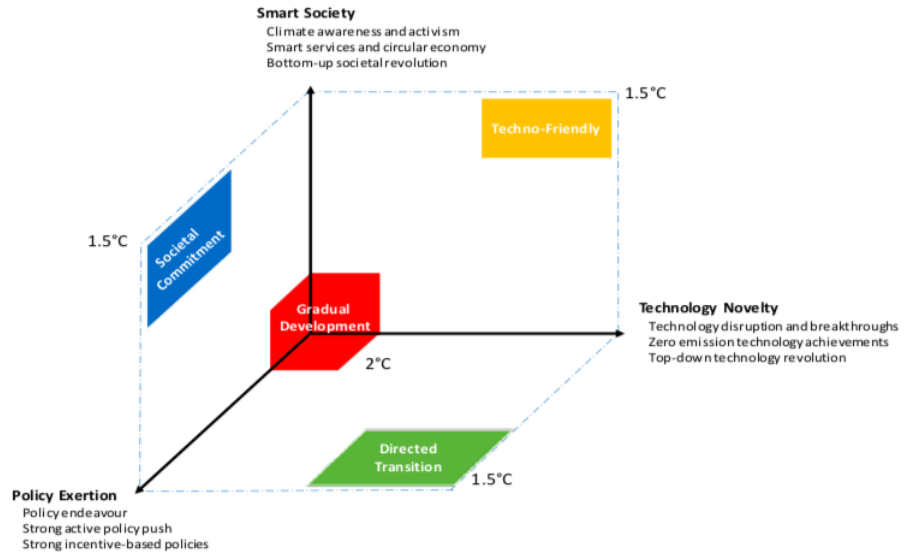 Smart Society
Climate awareness and activism
Smart services and circular economy
Bottom-up societal revolution
1.5°C
Techno-Friendly
1.5°C
Societal
Commitment
Gradual
Development
Technology Novelty
Technology disruption and breakthroughs
Zero emission technology achievements
Top-down technology revolution
2°C
Directed
Transition
1.5°C
Policy Exertion
Policy endeavour
Strong active policy push
Strong incentive-based policies